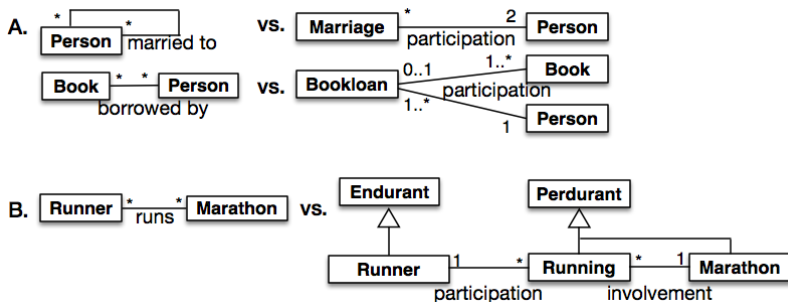 A.
* *
Person married to
vs.
Marriage * 2 Person
participation
Book * * Person
borrowed by
vs.
Bookloan 0..1 1..* Book
participation
1..* 1 Person
B.
Runner * * Marathon
runs
vs.
Endurant Perdurant
Runner 1 * Running * 1 Marathon
participation involvement